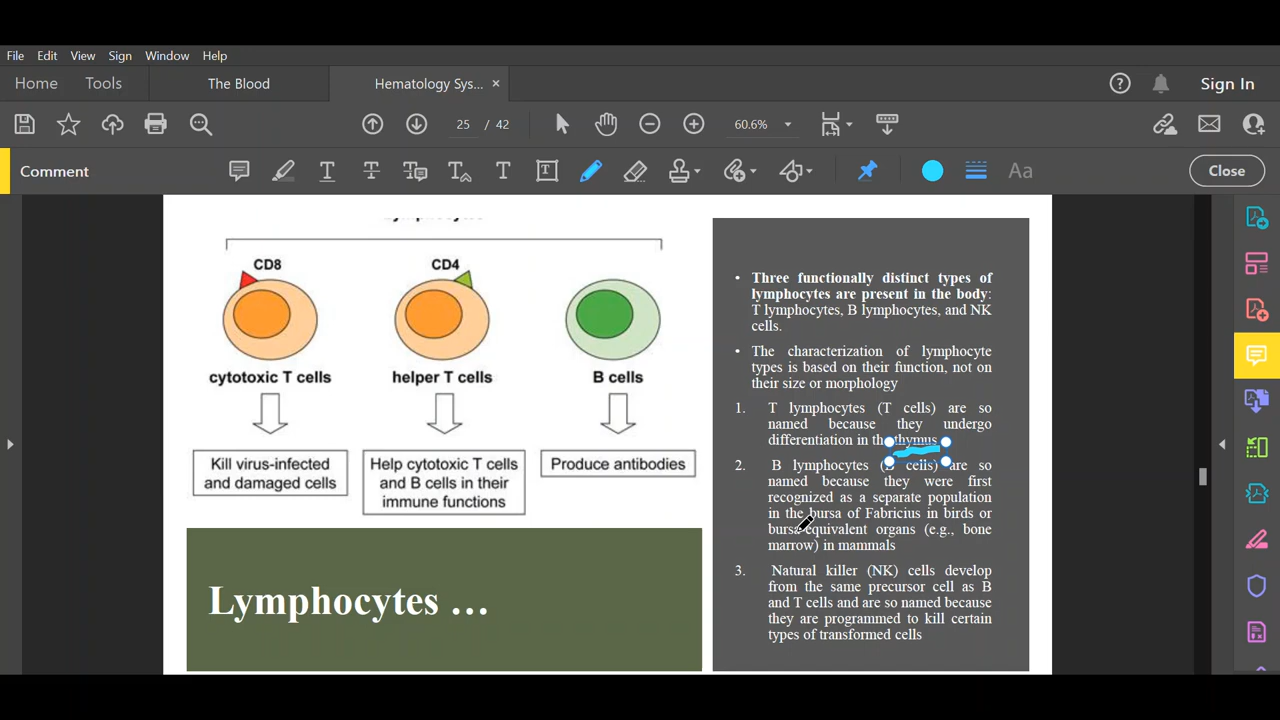 File Edit View Sign Window Help
Home Tools The Blood Hematology Sys... × Sign In
25 / 42 60.6%
Comment Aa Close
CD8 CD4
cytotoxic T cells helper T cells B cells
Kill virus-infected
and damaged cells
Help cytotoxic T cells
and B cells in their
immune functions
Produce antibodies
Lymphocytes ...
• Three functionally distinct types of
lymphocytes are present in the body:
T lymphocytes, B lymphocytes, and NK
cells.
• The characterization of lymphocyte
types is based on their function, not on
their size or morphology
1. T lymphocytes (T cells) are so
named because they undergo
differentiation in the thymus
2. B lymphocytes (B cells) are so
named because they were first
recognized as a separate population
in the bursa of Fabricius in birds or
bursa-equivalent organs (e.g., bone
marrow) in mammals
3. Natural killer (NK) cells develop
from the same precursor cell as B
and T cells and are so named because
they are programmed to kill certain
types of transformed cells